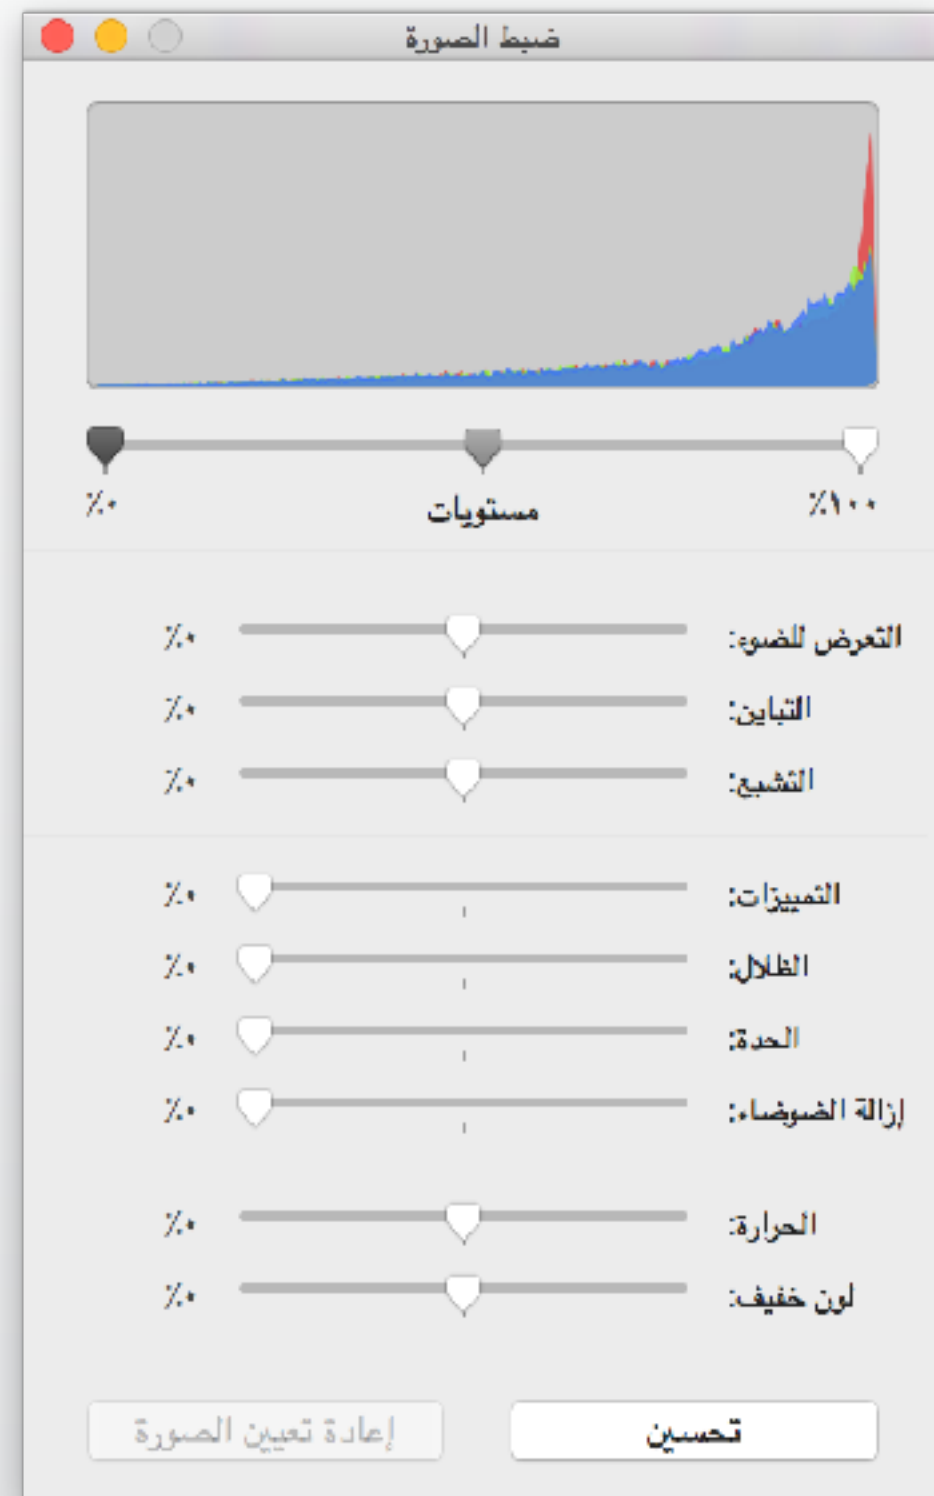 ضبط الصورة
٪٠ مستويات ٪١٠٠
التعرض للضوء: ٪٠
التباين: ٪٠
التشبع: ٪٠
التمييزات: ٪٠
الظلال: ٪٠
الحدة: ٪٠
إزالة الضوضاء: ٪٠
الحرارة: ٪٠
لون خفيف: ٪٠
تحسين إعادة تعيين الصورة